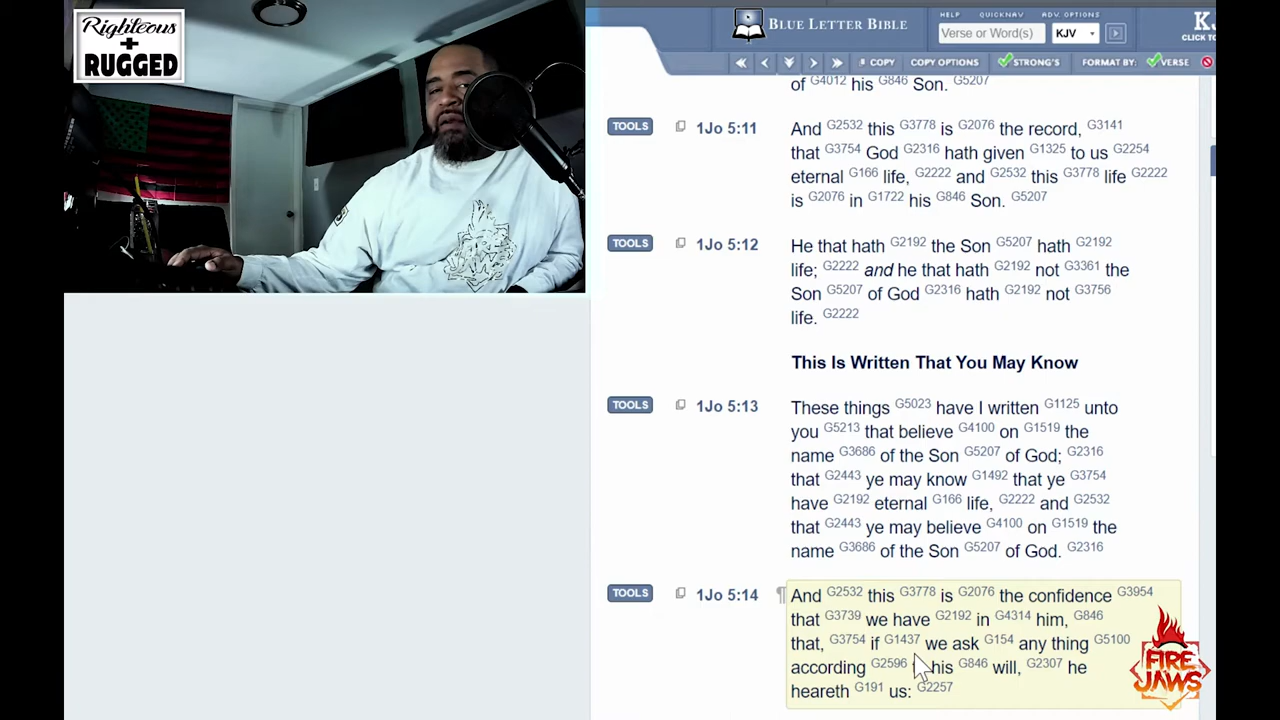 Righteous
+
RUGGED
BLUE LETTER BIBLE
HELP QUICKNAV ADV. OPTIONS
Verse or Word(s) KJV
K
CLICK TO
COPY COPY OPTIONS STRONG'S FORMAT BY: VERSE
of G4012 his G846 Son. G5207
TOOLS 1Jo 5:11 And G2532 this G3778 is G2076 the record, G3141
that G3754 God G2316 hath given G1325 to us G2254
eternal G166 life, G2222 and G2532 this G3778 life G2222
is G2076 in G1722 his G846 Son. G5207
TOOLS 1Jo 5:12 He that hath G2192 the Son G5207 hath G2192
life; G2222 and he that hath G2192 not G3361 the
Son G5207 of God G2316 hath G2192 not G3756
life. G2222
This Is Written That You May Know
TOOLS 1Jo 5:13 These things G5023 have I written G1125 unto
you G5213 that believe G4100 on G1519 the
name G3686 of the Son G5207 of God; G2316
that G2443 ye may know G1492 that ye G3754
have G2192 eternal G166 life, G2222 and G2532
that G2443 ye may believe G4100 on G1519 the
name G3686 of the Son G5207 of God. G2316
TOOLS 1Jo 5:14 ¶ And G2532 this G3778 is G2076 the confidence G3954
that G3739 we have G2192 in G4314 him, G846
that, G3754 if G1437 we ask G154 any thing G5100
according G2596 his G846 will, G2307 he
heareth G191 us: G2257
FIRE
JAWS